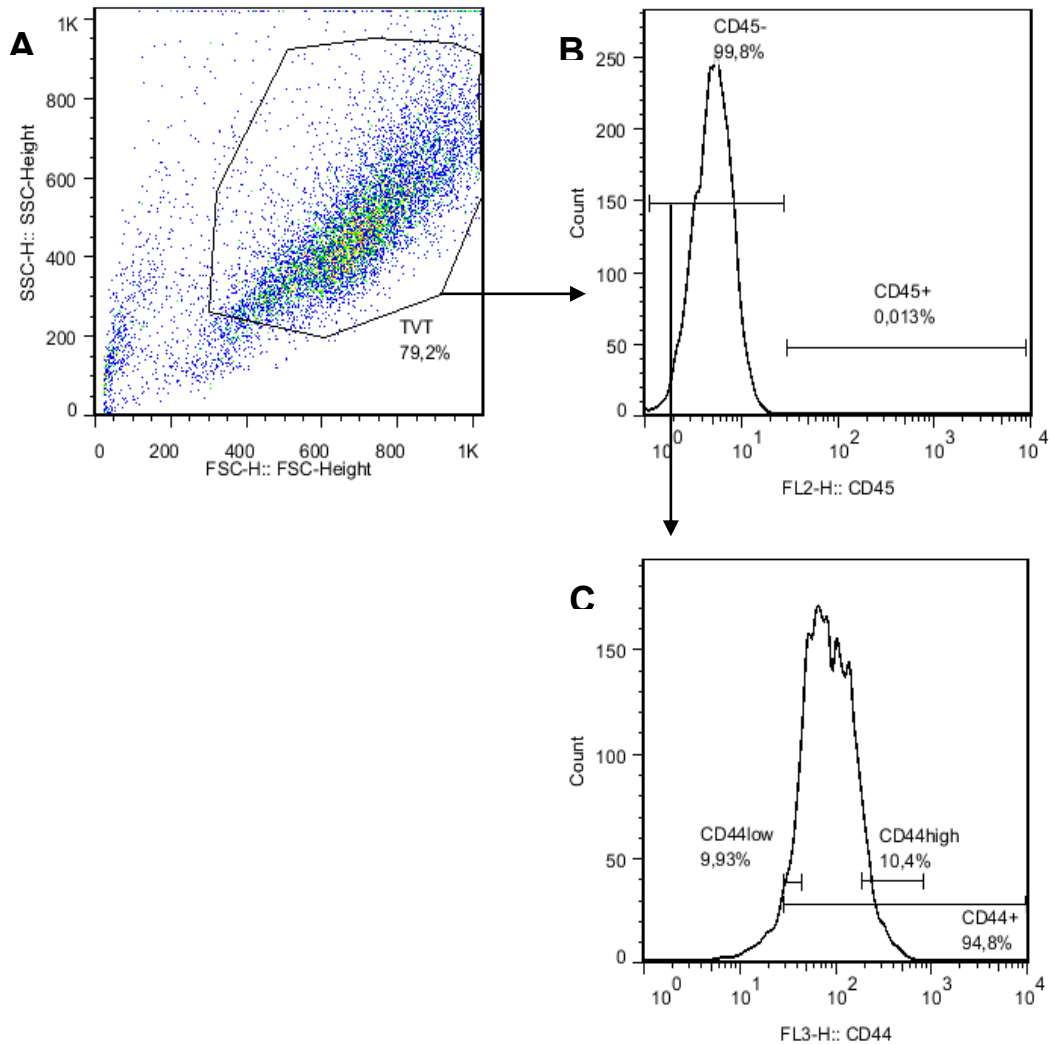 A
1K
800
600
400
200
0
SSC-H:: SSC-Height
TVT
79,2%
0 200 400 600 800 1K
FSC-H:: FSC-Height
B
CD45-
99,8%
250
200
150
100
50
0
Count
CD45+
0,013%
10^0 10^1 10^2 10^3 10^4
FL2-H:: CD45
C
150
100
50
0
Count
CD44low
9,93%
CD44high
10,4%
CD44+
94,8%
10^0 10^1 10^2 10^3 10^4
FL3-H:: CD44